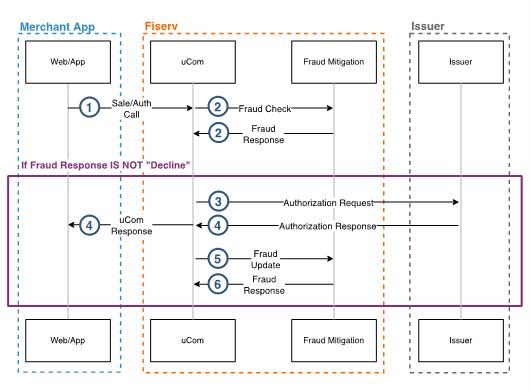 Merchant App
Fiserv
Issuer
Web/App
uCom
Fraud Mitigation
Issuer
1
Sale/Auth
Call
2
Fraud Check
2
Fraud
Response
If Fraud Response IS NOT "Decline"
3
Authorization Request
4
uCom
Response
4
Authorization Response
5
Fraud
Update
6
Fraud
Response
Web/App
uCom
Fraud Mitigation
Issuer